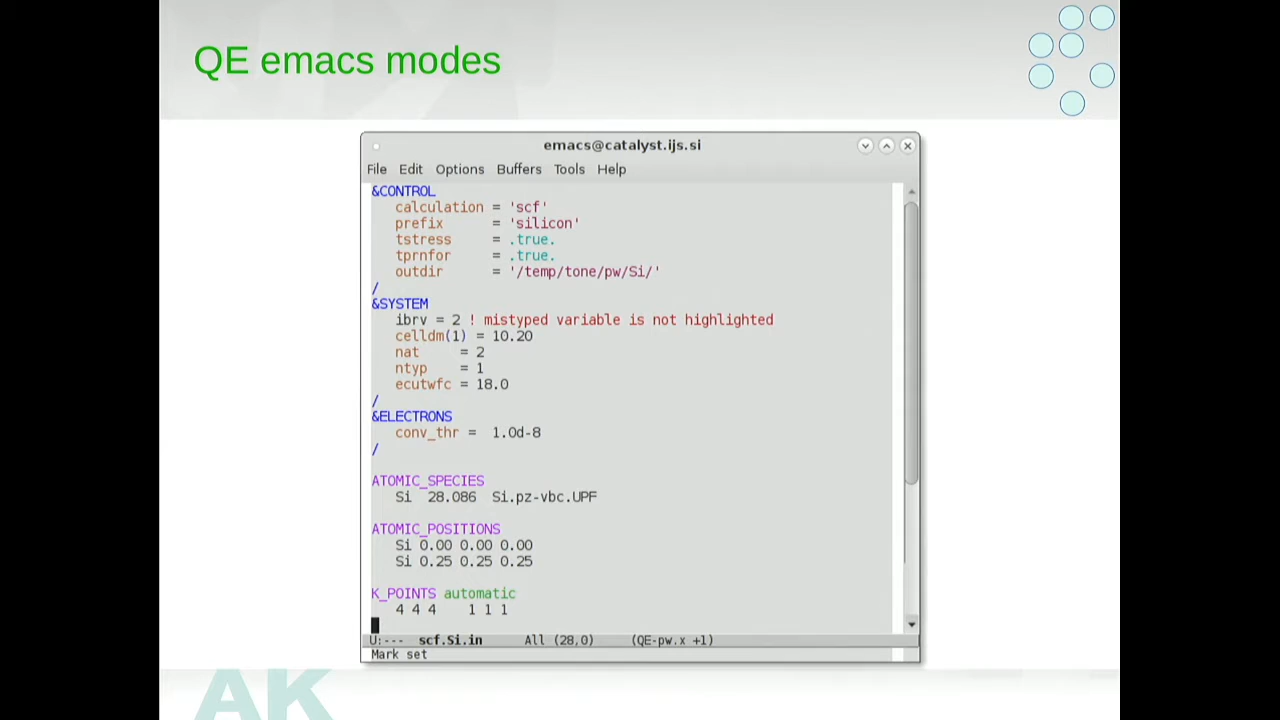 QE emacs modes
emacs@catalyst.ijs.si
File Edit Options Buffers Tools Help
&CONTROL
calculation = 'scf'
prefix = 'silicon'
tstress = .true.
tprnfor = .true.
outdir = '/temp/tone/pw/Si/'
/
&SYSTEM
ibrv = 2 ! mistyped variable is not highlighted
celldm(1) = 10.20
nat = 2
ntyp = 1
ecutwfc = 18.0
/
&ELECTRONS
conv_thr = 1.0d-8
/
ATOMIC_SPECIES
Si 28.086 Si.pz-vbc.UPF
ATOMIC_POSITIONS
Si 0.00 0.00 0.00
Si 0.25 0.25 0.25
K_POINTS automatic
4 4 4 1 1 1
U:--- scf.Si.in All (28,0) (QE-pw.x +1)
Mark set
AK